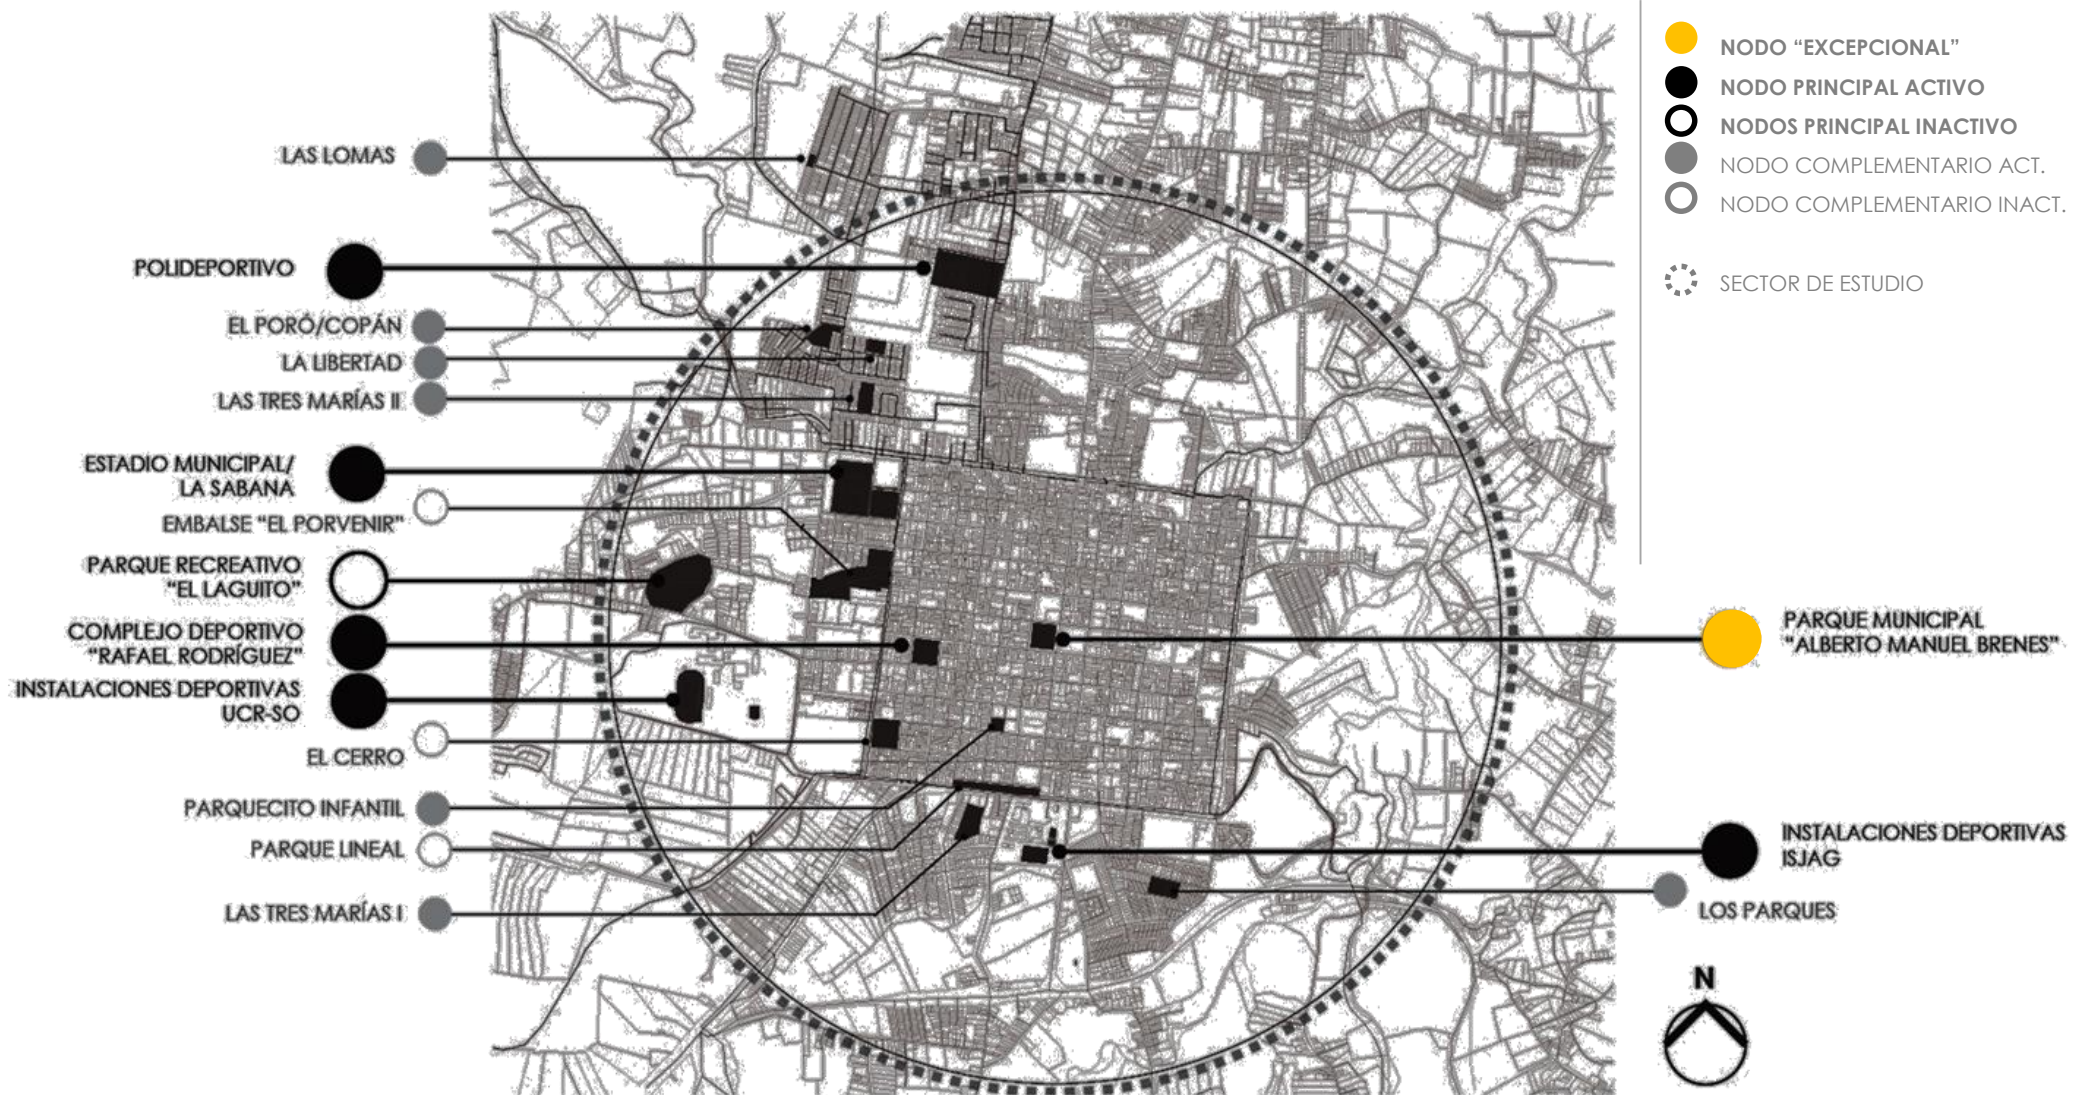 NODO “EXCEPCIONAL”
NODO PRINCIPAL ACTIVO
NODOS PRINCIPAL INACTIVO
NODO COMPLEMENTARIO ACT.
NODO COMPLEMENTARIO INACT.
SECTOR DE ESTUDIO
LAS LOMAS
POLIDEPORTIVO
EL PORÓ/COPÁN
LA LIBERTAD
LAS TRES MARÍAS II
ESTADIO MUNICIPAL/
LA SABANA
EMBALSE “EL PORVENIR”
PARQUE RECREATIVO
“EL LAGUITO”
COMPLEJO DEPORTIVO
“RAFAEL RODRÍGUEZ”
INSTALACIONES DEPORTIVAS
UCR-SO
EL CERRO
PARQUECITO INFANTIL
PARQUE LINEAL
LAS TRES MARÍAS I
PARQUE MUNICIPAL
“ALBERTO MANUEL BRENES”
INSTALACIONES DEPORTIVAS
ISJAG
LOS PARQUES
N